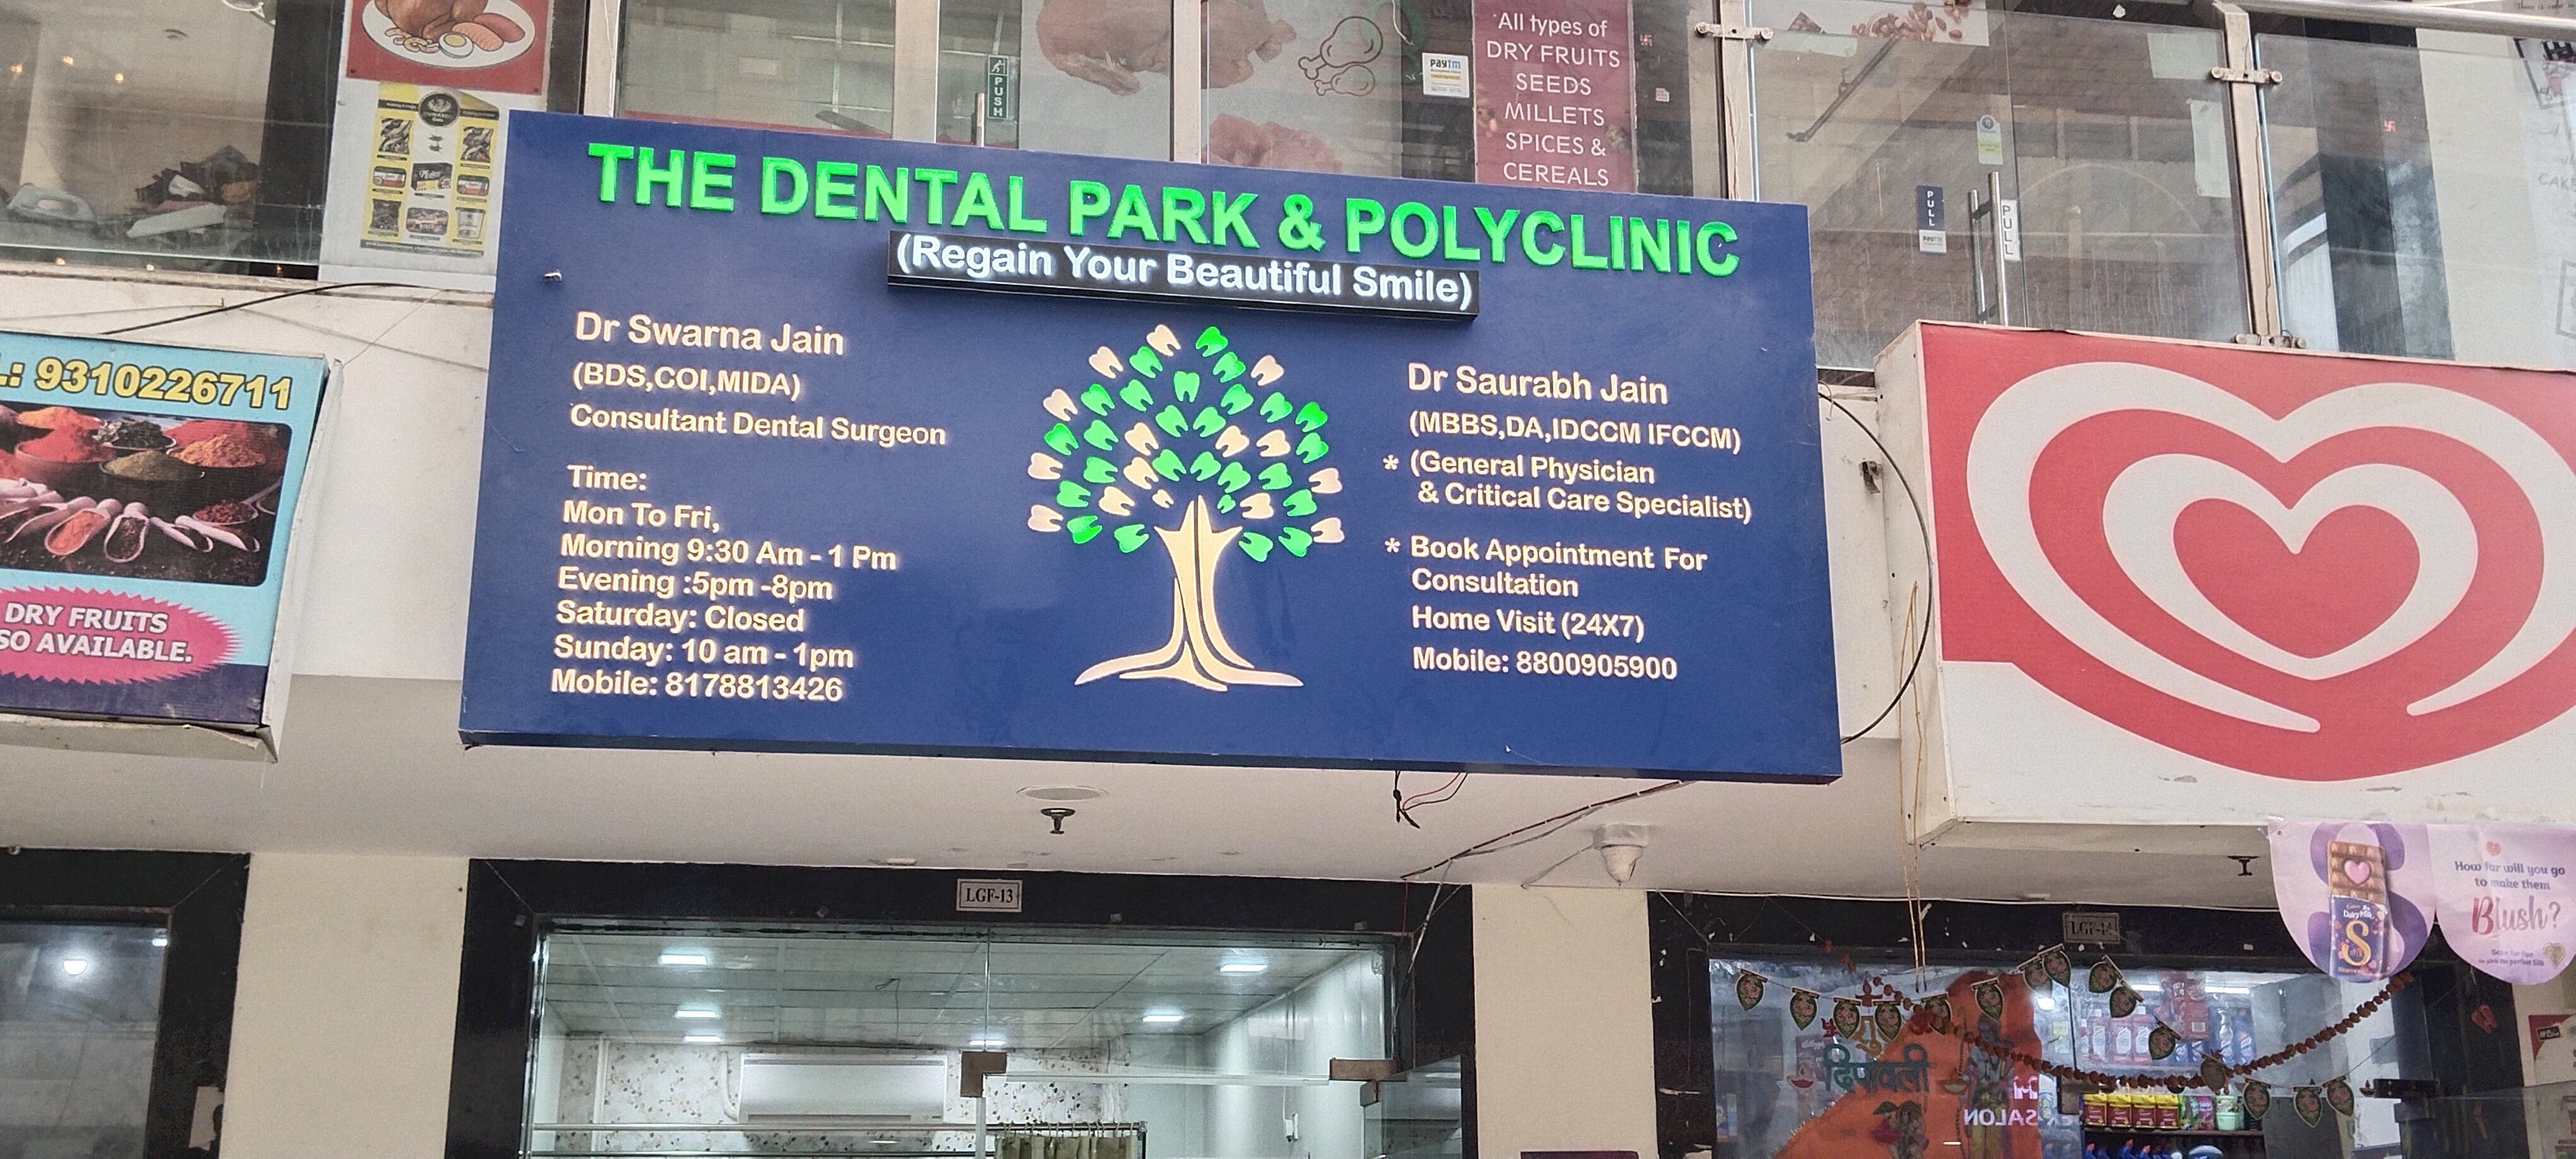 All types of
DRY FRUITS
SEEDS
MILLETS
SPICES &
CEREALS
paytm
PUSH
PULL
paytm
PULL
THE DENTAL PARK & POLYCLINIC
(Regain Your Beautiful Smile)
Dr Swarna Jain
(BDS,COI,MIDA)
Consultant Dental Surgeon
Time:
Mon To Fri,
Morning 9:30 Am - 1 Pm
Evening :5pm -8pm
Saturday: Closed
Sunday: 10 am - 1pm
Mobile: 8178813426
Dr Saurabh Jain
(MBBS,DA,IDCCM IFCCM)
* (General Physician
& Critical Care Specialist)
* Book Appointment For
Consultation
Home Visit (24X7)
Mobile: 8800905900
.: 9310226711
DRY FRUITS
SO AVAILABLE.
LGF-13
How far will you go
to make them
Blush?
Dairy Milk
दिपावली
SALON